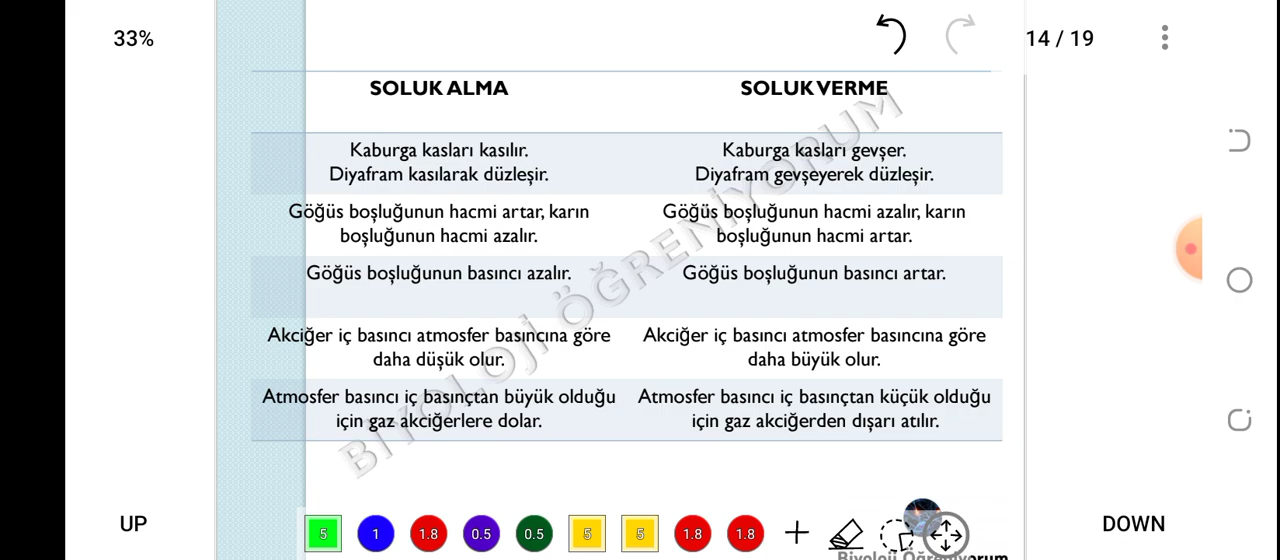 33%
14 / 19
SOLUK ALMA
SOLUK VERME
Kaburga kasları kasılır.
Diyafram kasılarak düzleşir.
Kaburga kasları gevşer.
Diyafram gevşeyerek düzleşir.
Göğüs boşluğunun hacmi artar, karın
boşluğunun hacmi azalır.
Göğüs boşluğunun hacmi azalır, karın
boşluğunun hacmi artar.
Göğüs boşluğunun basıncı azalır.
Göğüs boşluğunun basıncı artar.
Akciğer iç basıncı atmosfer basıncına göre
daha düşük olur.
Akciğer iç basıncı atmosfer basıncına göre
daha büyük olur.
Atmosfer basıncı iç basınçtan büyük olduğu
için gaz akciğerlere dolar.
Atmosfer basıncı iç basınçtan küçük olduğu
için gaz akciğerden dışarı atılır.
BİYOLOJİ ÖĞRENİYORUM
UP
5
1
1.8
0.5
0.5
5
5
1.8
1.8
DOWN
Biyoloji Öğreniyorum